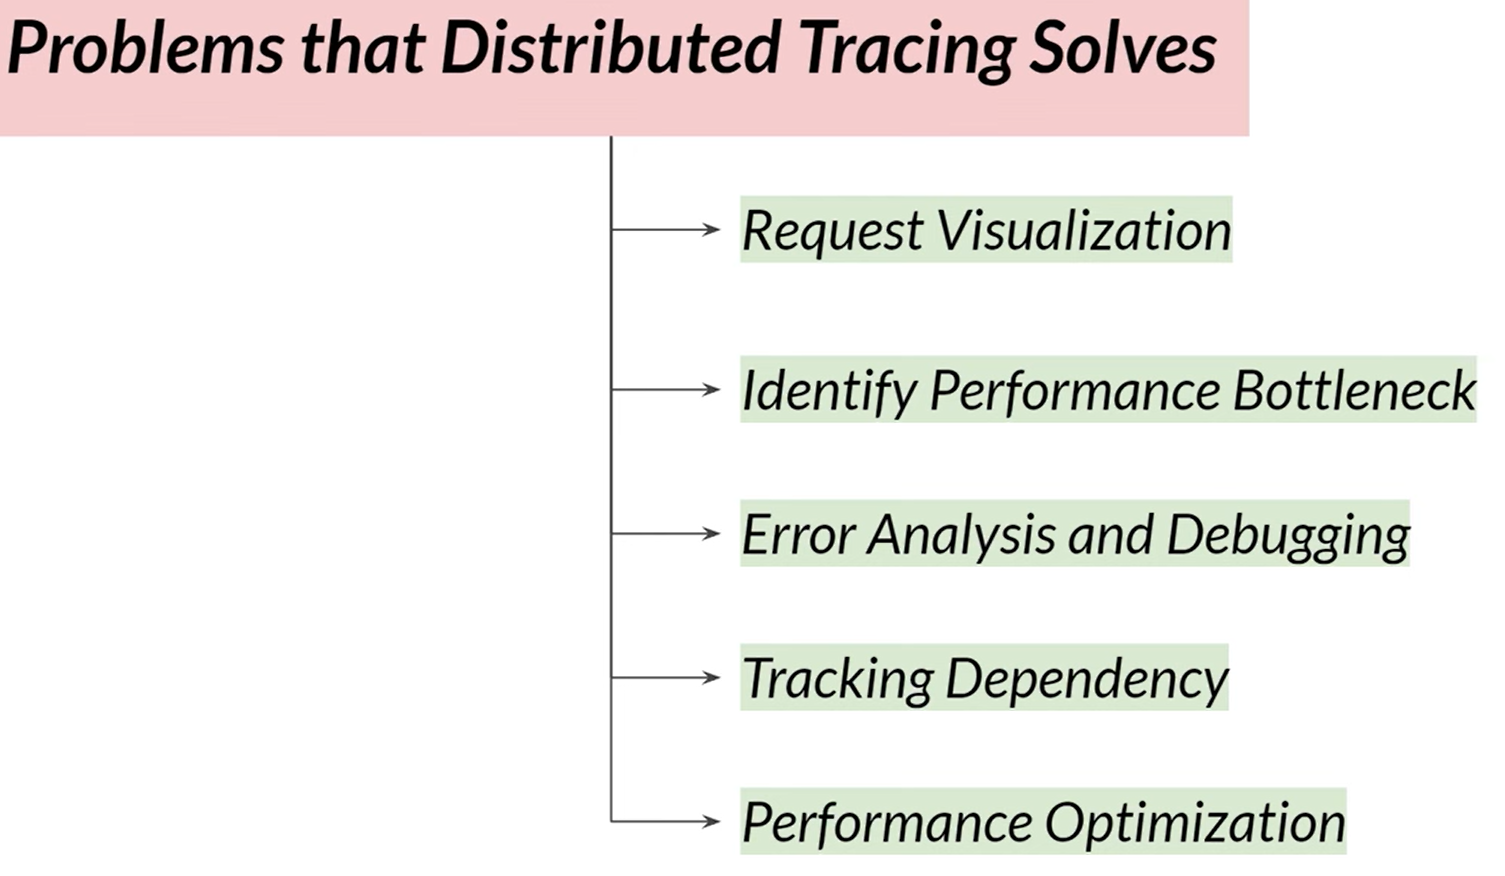 Problems that Distributed Tracing Solves
Request Visualization
Identify Performance Bottleneck
Error Analysis and Debugging
Tracking Dependency
Performance Optimization